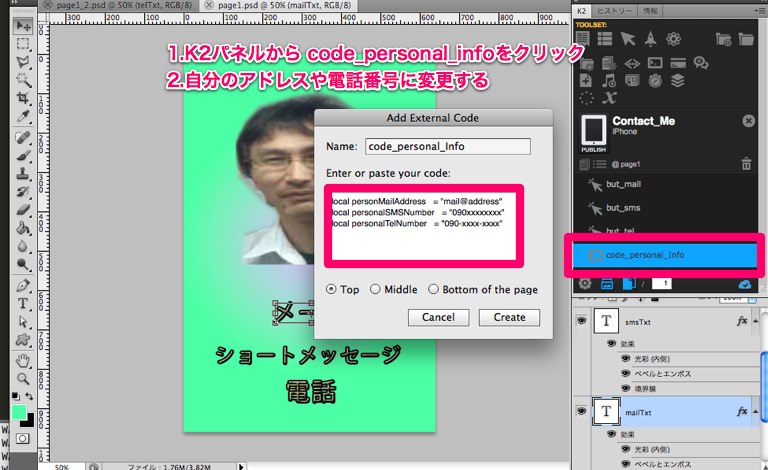 page1_2.psd @ 50% (telTxt, RGB/8)
page1.psd @ 50% (mailTxt, RGB/8)
K2
ヒストリー
情報
TOOLSET:
1.K2パネルから code_personal_infoをクリック
2.自分のアドレスや電話番号に変更する
Add External Code
Name:
code_personal_Info
Enter or paste your code:
local personMailAddress = "mail@address"
local personalSMSNumber = "090xxxxxxxx"
local personalTelNumber = "090-xxxx-xxxx"
Top
Middle
Bottom of the page
Cancel
Create
Contact_Me
iPhone
PUBLISH
page1
but_mail
but_sms
but_tel
code_personal_Info
1
ショートメッセージ
電話
smsTxt
fx
効果
光彩 (内側)
ベベルとエンボス
境界線
mailTxt
fx
効果
光彩 (内側)
ベベルとエンボス
50%
ファイル : 1.76M/3.82M